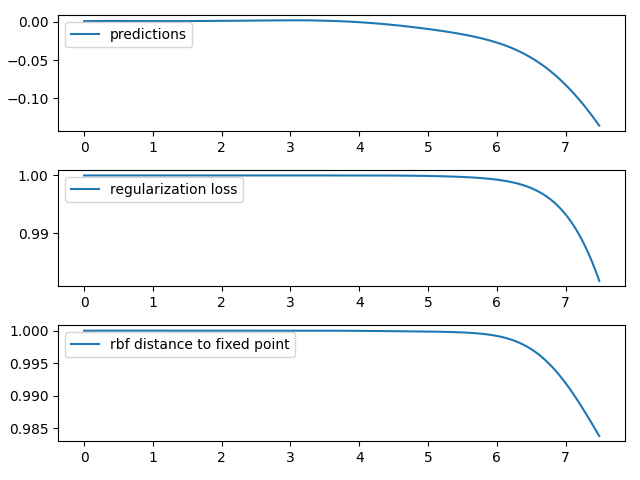 0.00
−0.05
−0.10
predictions
0 1 2 3 4 5 6 7
1.00
0.99
regularization loss
0 1 2 3 4 5 6 7
1.000
0.995
0.990
0.985
rbf distance to fixed point
0 1 2 3 4 5 6 7